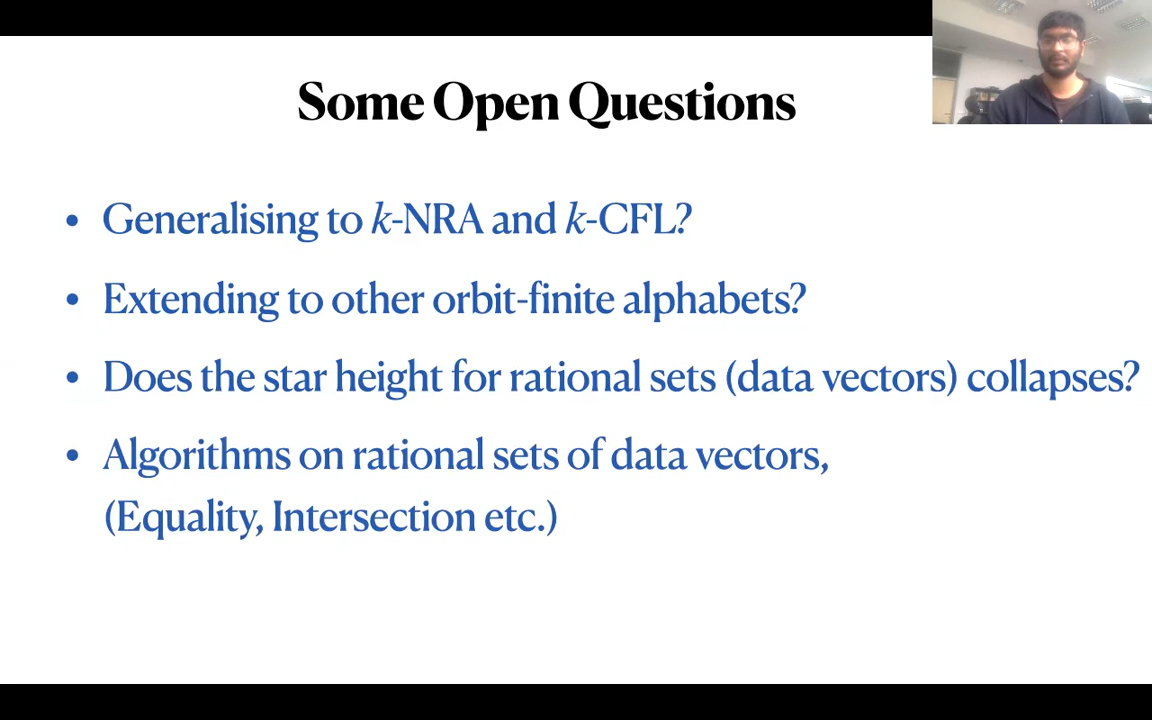 Some Open Questions
• Generalising to k-NRA and k-CFL?
• Extending to other orbit-finite alphabets?
• Does the star height for rational sets (data vectors) collapses?
• Algorithms on rational sets of data vectors,
(Equality, Intersection etc.)